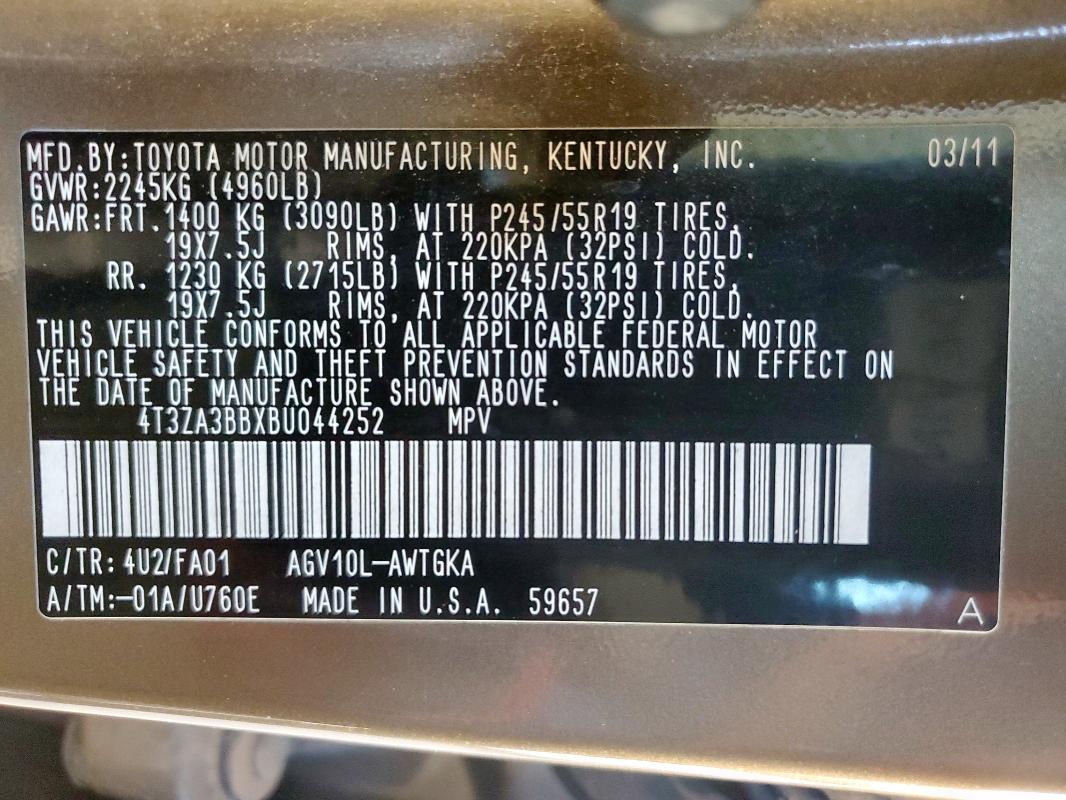 MFD.BY:TOYOTA MOTOR MANUFACTURING, KENTUCKY, INC. 03/11
GVWR:2245KG (4960LB)
GAWR:FRT.1400 KG (3090LB) WITH P245/55R19 TIRES,
19X7.5J RIMS, AT 220KPA (32PSI) COLD.
RR. 1230 KG (2715LB) WITH P245/55R19 TIRES,
19X7.5J RIMS, AT 220KPA (32PSI) COLD.
THIS VEHICLE CONFORMS TO ALL APPLICABLE FEDERAL MOTOR
VEHICLE SAFETY AND THEFT PREVENTION STANDARDS IN EFFECT ON
THE DATE OF MANUFACTURE SHOWN ABOVE.
4T3ZA3BBXBU044252 MPV
C/TR: 4U2/FA01 AGV10L-AWTGKA
A/TM:-01A/U760E MADE IN U.S.A. 59657 A